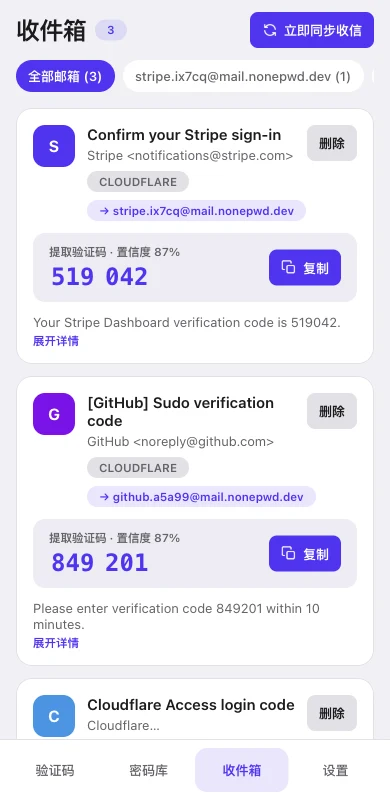 收件箱 3 立即同步收信
全部邮箱 (3) stripe.ix7cq@mail.nonepwd.dev (1)
S Confirm your Stripe sign-in 删除
Stripe <notifications@stripe.com>
CLOUDFLARE
→ stripe.ix7cq@mail.nonepwd.dev
提取验证码 · 置信度 87%
519 042 复制
Your Stripe Dashboard verification code is 519042.
展开详情
G [GitHub] Sudo verification 删除
code
GitHub <noreply@github.com>
CLOUDFLARE
→ github.a5a99@mail.nonepwd.dev
提取验证码 · 置信度 87%
849 201 复制
Please enter verification code 849201 within 10
minutes.
展开详情
C Cloudflare Access login code 删除
Cloudflare...
验证码 密码库 收件箱 设置